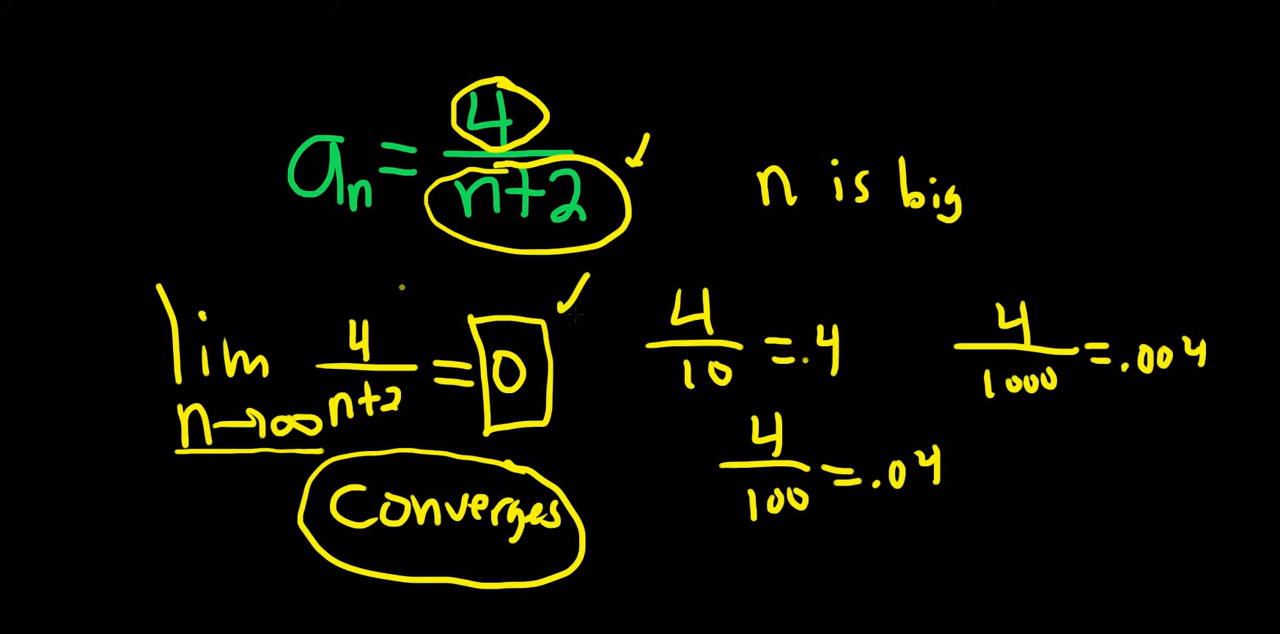 aₙ = 4/(n+2)
n is big
lim n→∞ 4/(n+2) = 0
4/10 = .4
4/1000 = .004
4/100 = .04
Converges